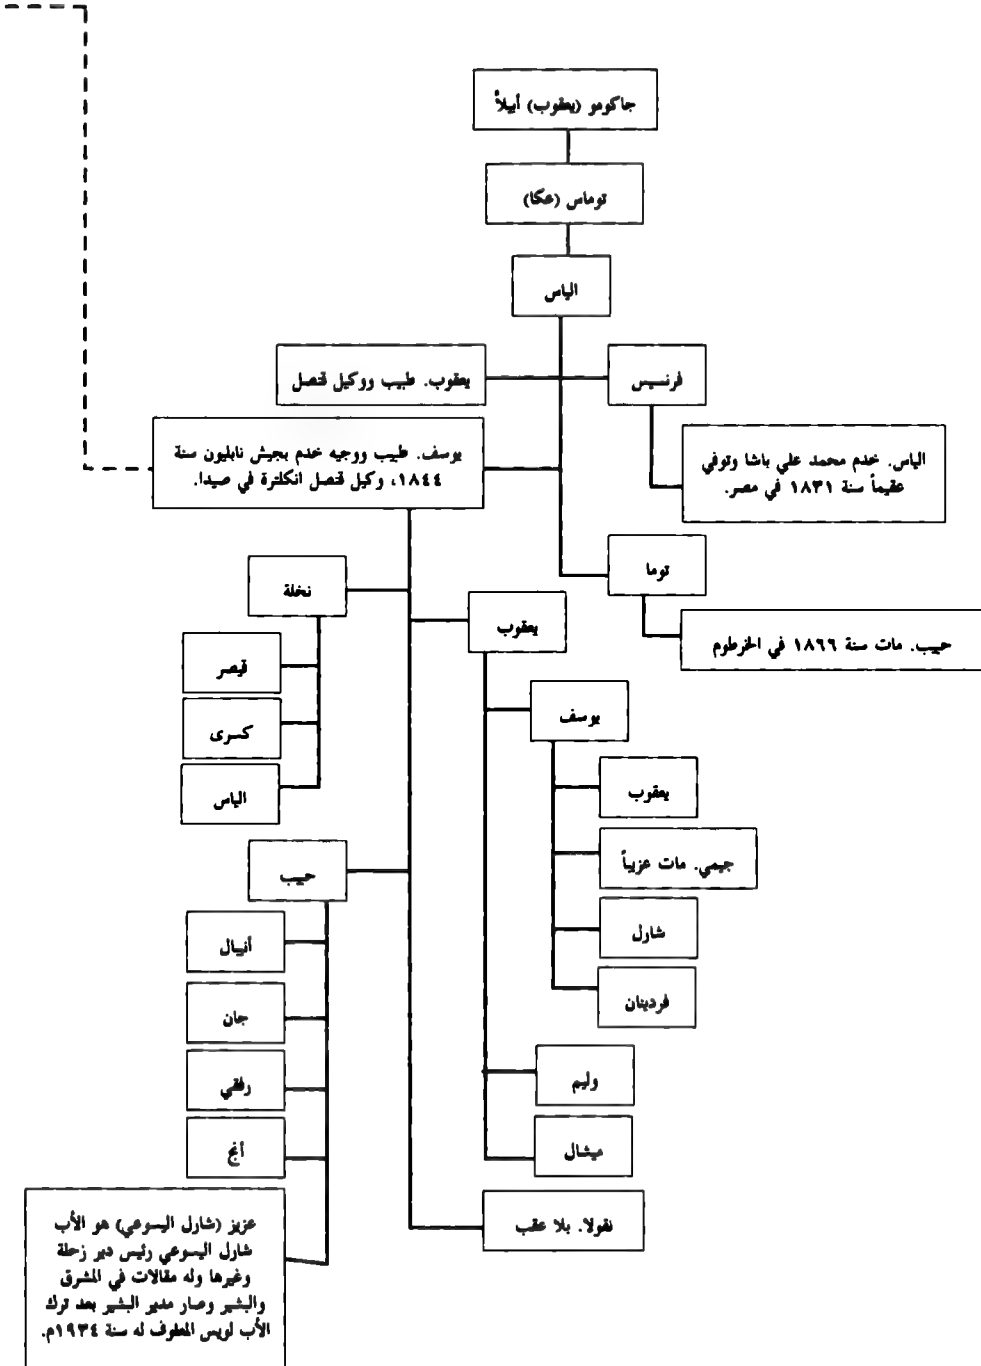 جاكومو (يعقوب) أبيلاً
توماس (عكا)
الياس
فرنسيس
يعقوب. طبيب ووكيل قنصل
الياس. خدم محمد علي باشا وتوفي
عقيماً سنة ١٨٣١ في مصر.
يوسف. طبيب ووجيه خدم بجيش نابليون سنة
١٨٤٤، وكيل قنصل انكلترة في صيدا.
توما
نخلة
يعقوب
حبيب. مات سنة ١٨٦٦ في الخرطوم
قيصر
كسرى
الياس
يوسف
يعقوب
جيمي. مات عزيباً
شارل
فردينان
حبيب
أنيبال
جان
رفقي
أنج
وليم
ميشال
نقولا. بلا عقب
عزيز (شارل اليسوعي) هو الأب
شارل اليسوعي رئيس دير زحلة
وغيرها وله مقالات في المشرق
والبشير وصار مدير البشير بعد ترك
الأب لويس المعلوف له سنة ١٩٣٤م.